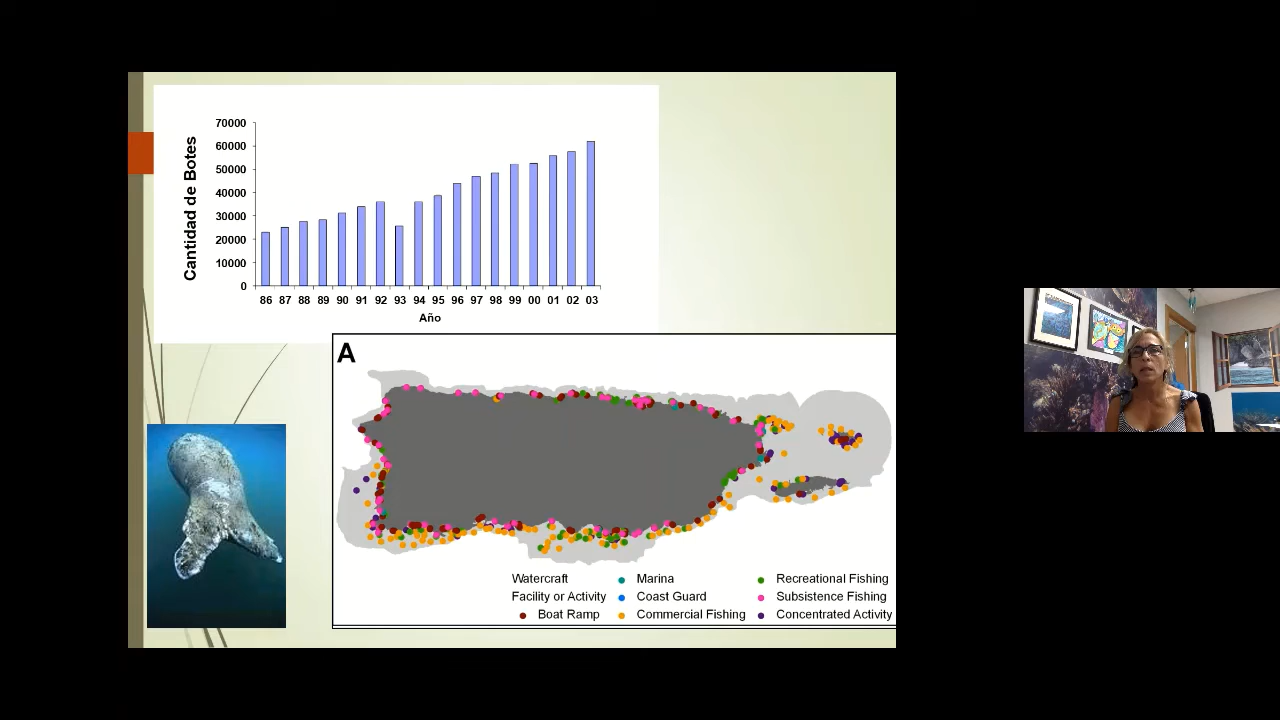 70000
60000
50000
40000
30000
20000
10000
0
Cantidad de Botes
86 87 88 89 90 91 92 93 94 95 96 97 98 99 00 01 02 03
Año
A
Watercraft
Facility or Activity
Boat Ramp
Marina
Coast Guard
Commercial Fishing
Recreational Fishing
Subsistence Fishing
Concentrated Activity